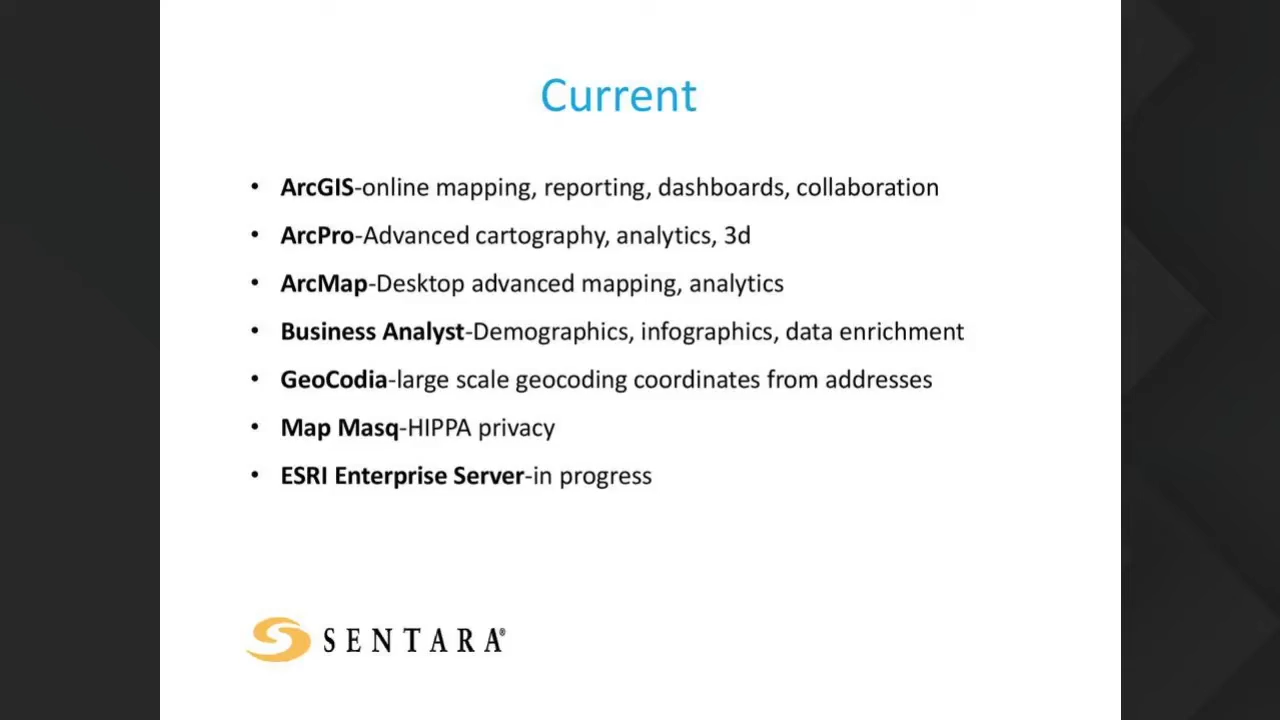 Current
• ArcGIS-online mapping, reporting, dashboards, collaboration
• ArcPro-Advanced cartography, analytics, 3d
• ArcMap-Desktop advanced mapping, analytics
• Business Analyst-Demographics, infographics, data enrichment
• GeoCodia-large scale geocoding coordinates from addresses
• Map Masq-HIPPA privacy
• ESRI Enterprise Server-in progress
SENTARA®